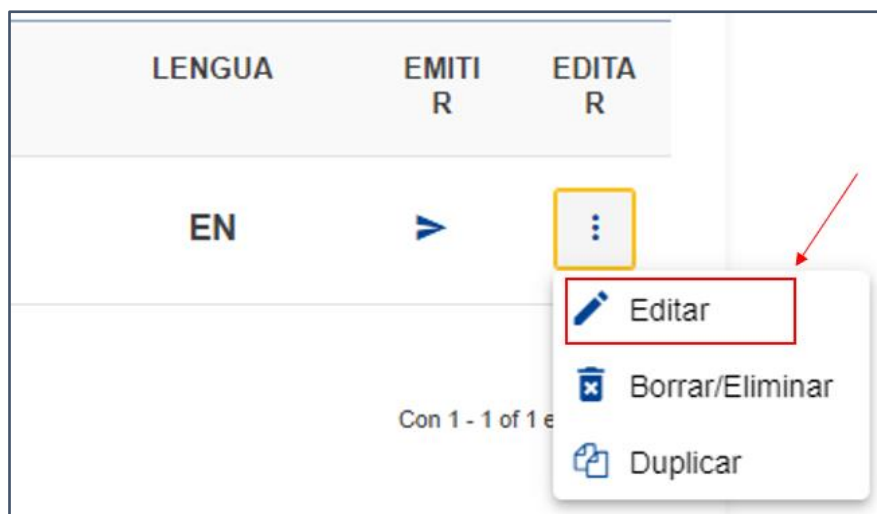 LENGUA EMITI EDITA
R R
EN
Editar
Borrar/Eliminar
Con 1 - 1 of 1 e
Duplicar